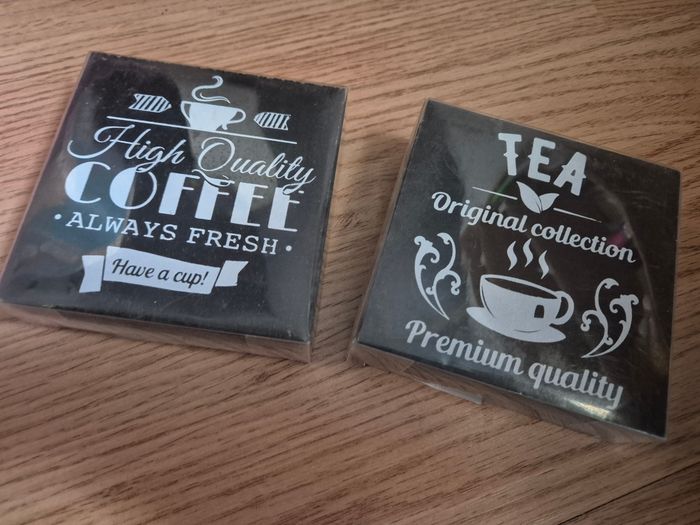 High Quality
COFFEE
• ALWAYS FRESH •
Have a cup!
TEA
Original collection
Premium quality